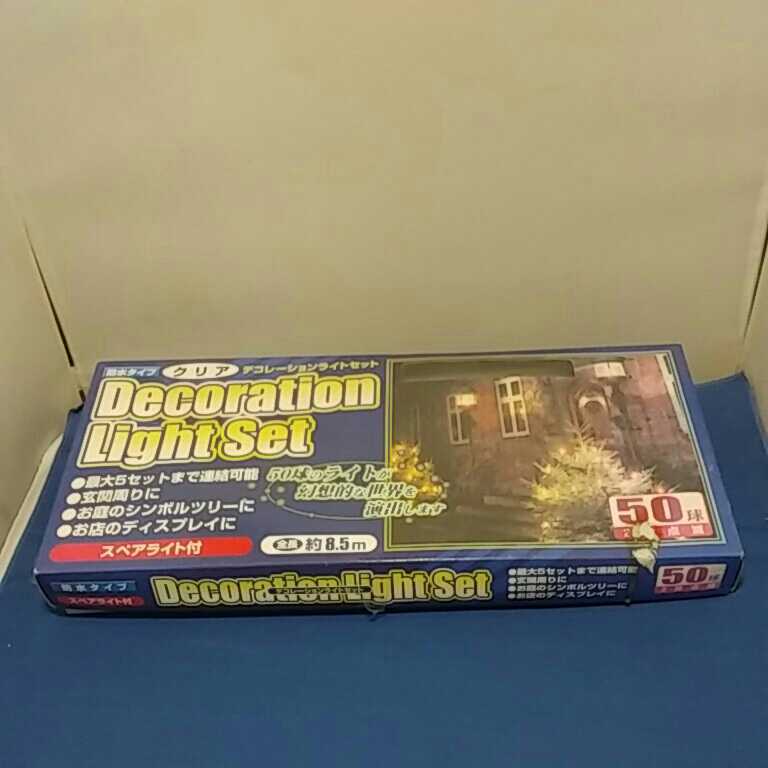 防水タイプ クリア デコレーションライトセット
Decoration
Light Set
●最大5セットまで連結可能
●玄関周りに
●お庭のシンボルツリーに
●お店のディスプレイに
50球のライトが
幻想的な世界を
演出します
スペアライト付 全長 約8.5m
50球
防水タイプ
スペアライト付
Decoration Light Set
デコレーションライトセット
●最大5セットまで連結可能
●玄関周りに
●お庭のシンボルツリーに
●お店のディスプレイに
50球